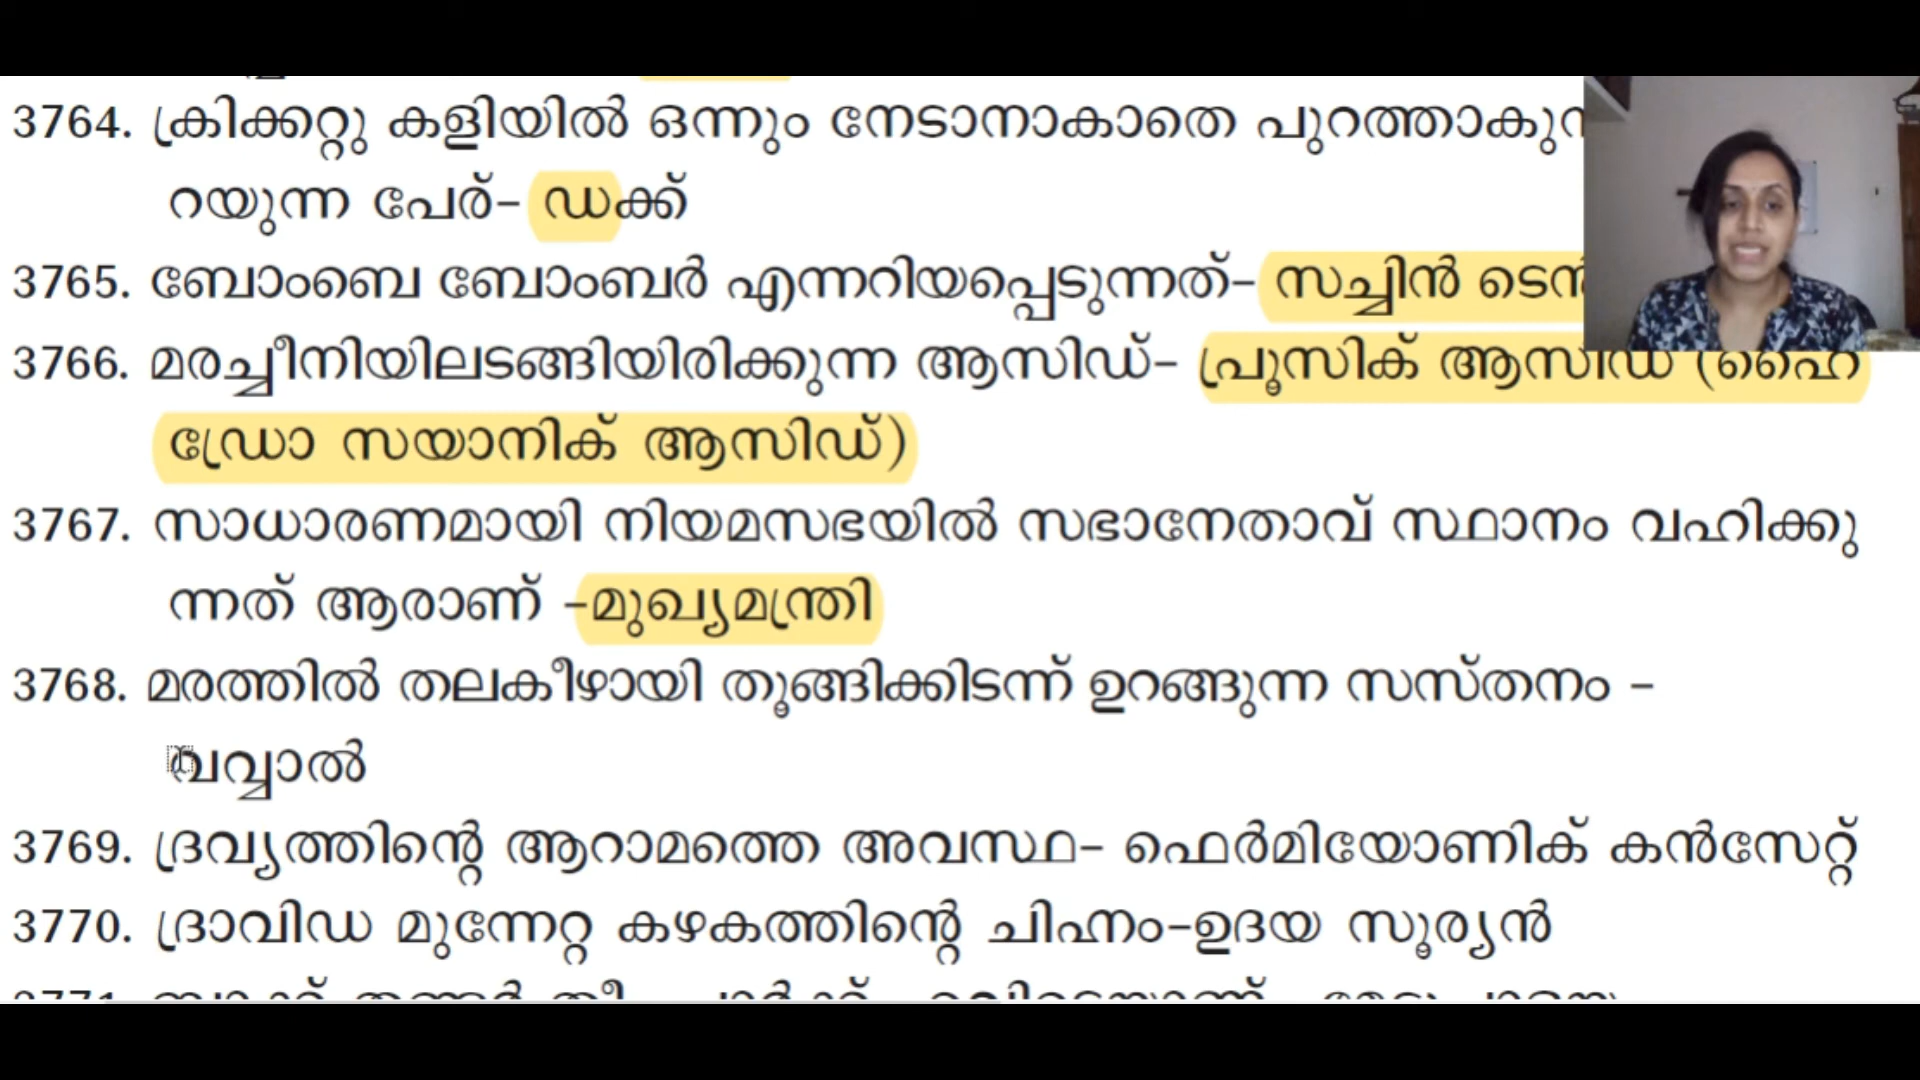 3764. ക്രിക്കറ്റു കളിയിൽ ഒന്നും നേടാനാകാതെ
റയുന്ന പേര്- ഡക്ക്
3765. ബോംബെ ബോംബർ എന്നറിയപ്പെടുന്നത്- സച്ചിൻ
3766. മരച്ചീനിയിലടങ്ങിയിരിക്കുന്ന ആസിഡ്- പ്രൂസിക് ആസിഡ് (ഹൈ
ഡ്രോ സയാനിക് ആസിഡ്)
3767. സാധാരണമായി നിയമസഭയിൽ സഭാനേതാവ് സ്ഥാനം വഹിക്കു
ന്നത് ആരാണ് -മുഖ്യമന്ത്രി
3768. മരത്തിൽ തലകീഴായി തൂങ്ങിക്കിടന്ന് ഉറങ്ങുന്ന സസ്തനം -
വവ്വാൽ
3769. ദ്രവ്യത്തിന്റെ ആറാമത്തെ അവസ്ഥ- ഫെർമിയോണിക് കൻസേറ്റ്
3770. ദ്രാവിഡ മുന്നേറ്റ കഴകത്തിന്റെ ചിഹ്നം-ഉദയ സൂര്യൻ